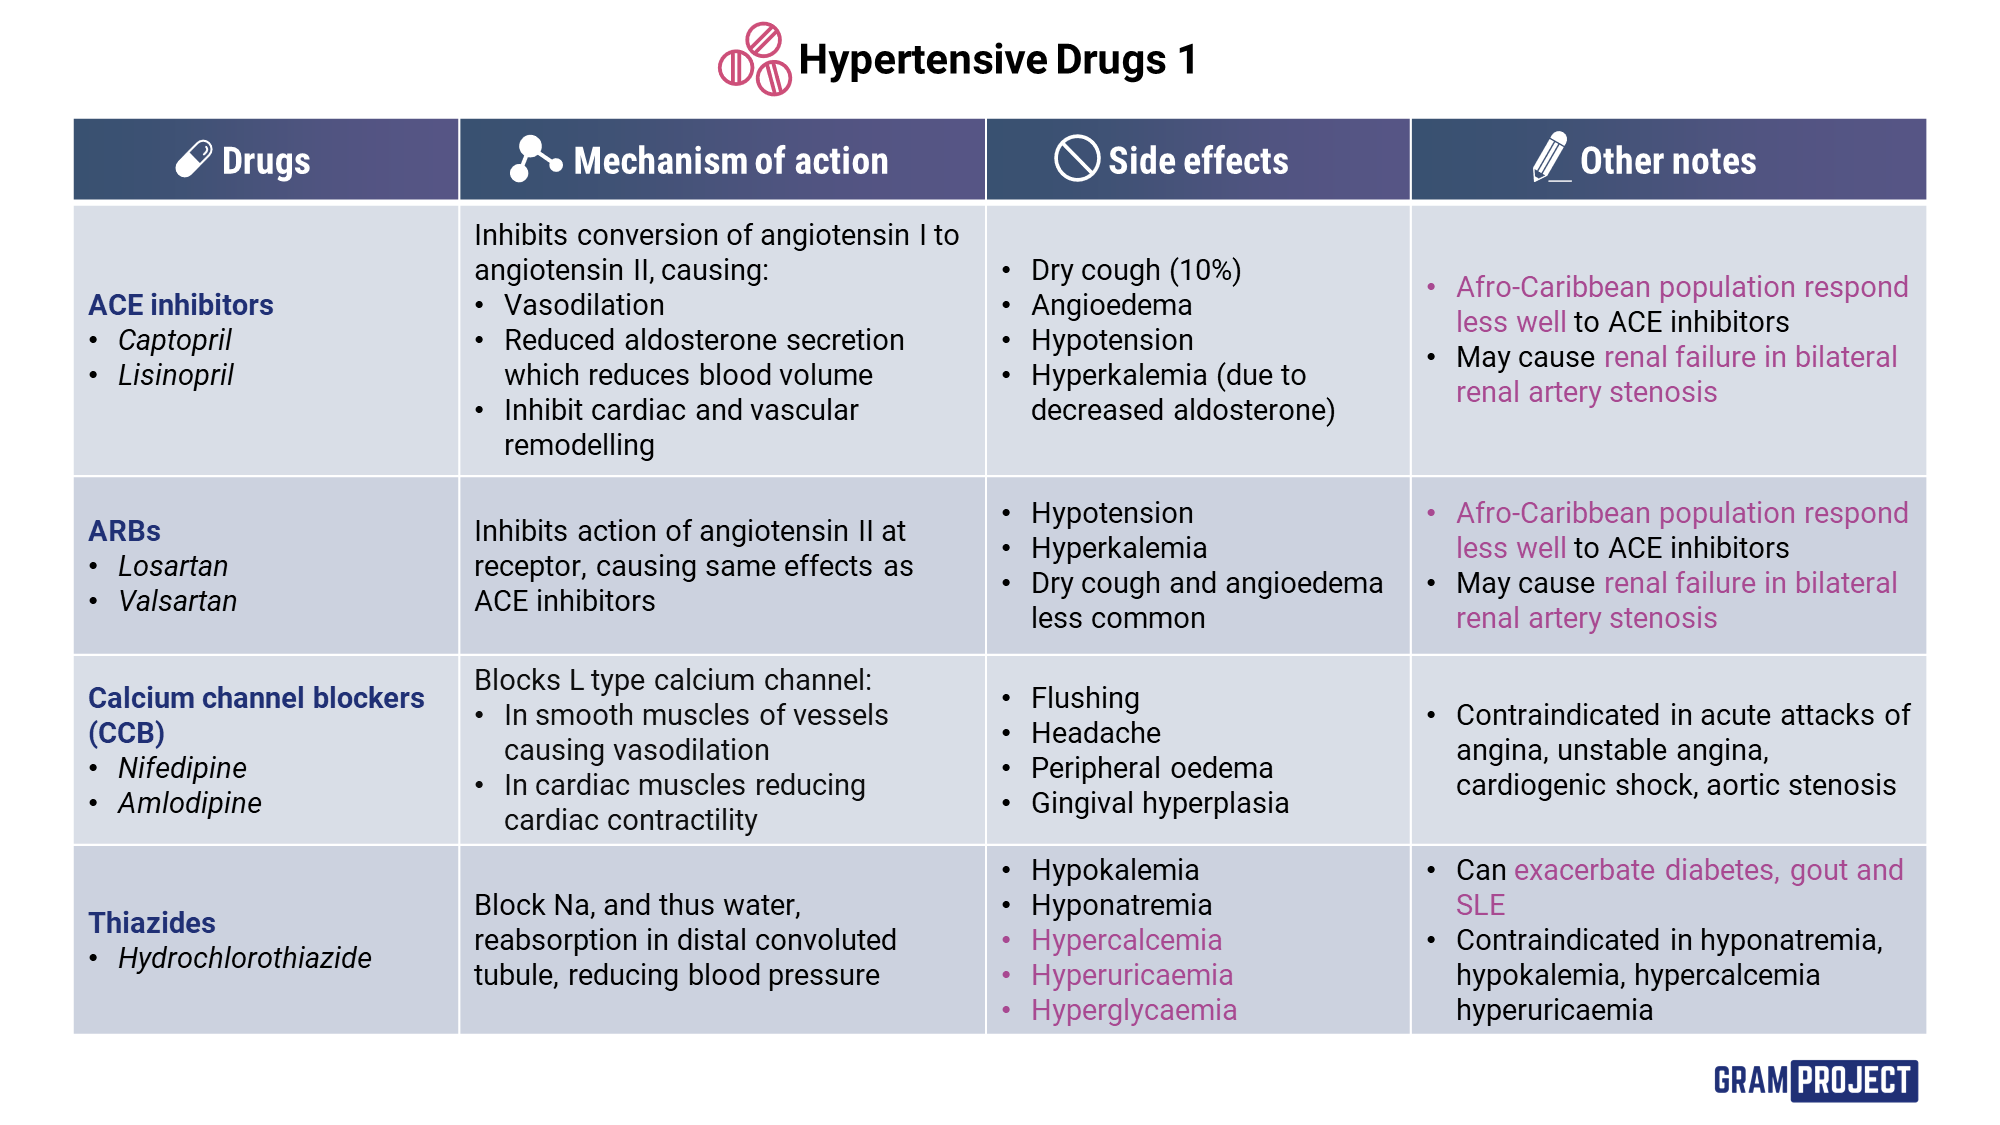 Hypertensive Drugs 1
Drugs
Mechanism of action
Side effects
Other notes
ACE inhibitors
• Captopril
• Lisinopril
Inhibits conversion of angiotensin I to
angiotensin II, causing:
• Vasodilation
• Reduced aldosterone secretion
which reduces blood volume
• Inhibit cardiac and vascular
remodelling
• Dry cough (10%)
• Angioedema
• Hypotension
• Hyperkalemia (due to
decreased aldosterone)
• Afro-Caribbean population respond
less well to ACE inhibitors
• May cause renal failure in bilateral
renal artery stenosis
ARBs
• Losartan
• Valsartan
Inhibits action of angiotensin II at
receptor, causing same effects as
ACE inhibitors
• Hypotension
• Hyperkalemia
• Dry cough and angioedema
less common
• Afro-Caribbean population respond
less well to ACE inhibitors
• May cause renal failure in bilateral
renal artery stenosis
Calcium channel blockers
(CCB)
• Nifedipine
• Amlodipine
Blocks L type calcium channel:
• In smooth muscles of vessels
causing vasodilation
• In cardiac muscles reducing
cardiac contractility
• Flushing
• Headache
• Peripheral oedema
• Gingival hyperplasia
• Contraindicated in acute attacks of
angina, unstable angina,
cardiogenic shock, aortic stenosis
Thiazides
• Hydrochlorothiazide
Block Na, and thus water,
reabsorption in distal convoluted
tubule, reducing blood pressure
• Hypokalemia
• Hyponatremia
• Hypercalcemia
• Hyperuricaemia
• Hyperglycaemia
• Can exacerbate diabetes, gout and
SLE
• Contraindicated in hyponatremia,
hypokalemia, hypercalcemia
hyperuricaemia
GRAM PROJECT